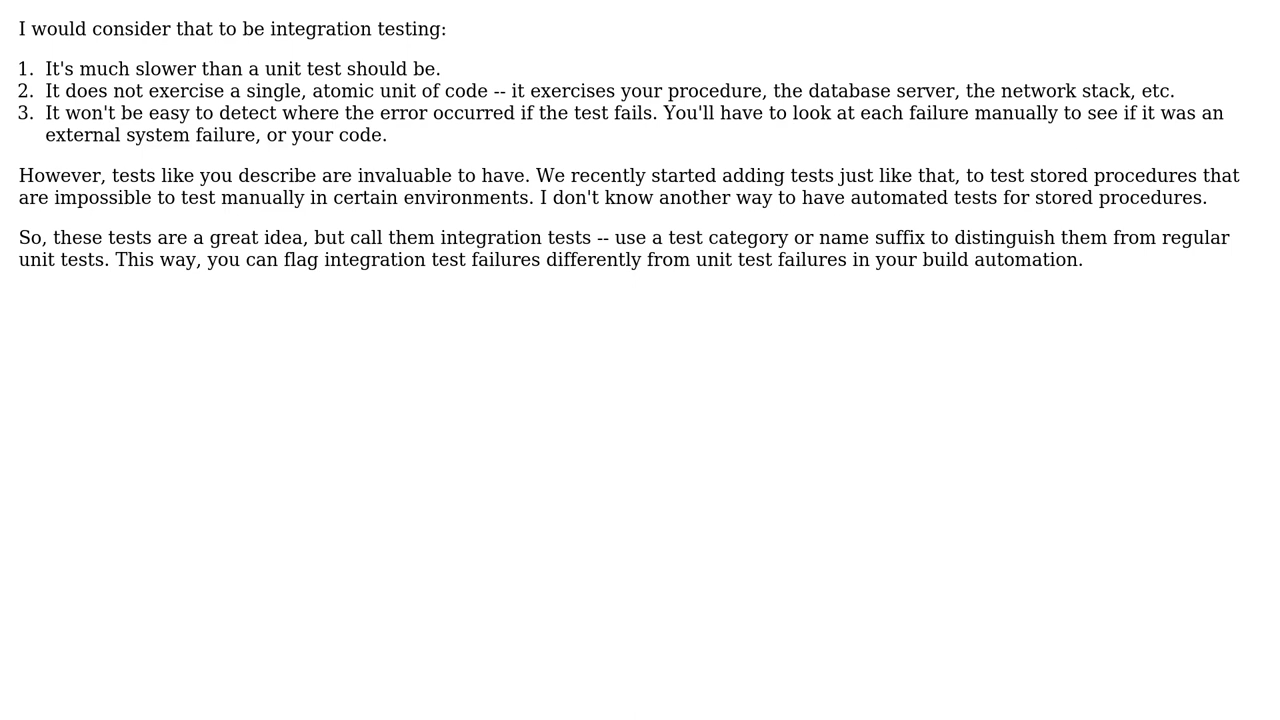 I would consider that to be integration testing:
1. It's much slower than a unit test should be.
2. It does not exercise a single, atomic unit of code -- it exercises your procedure, the database server, the network stack, etc.
3. It won't be easy to detect where the error occurred if the test fails. You'll have to look at each failure manually to see if it was an
external system failure, or your code.
However, tests like you describe are invaluable to have. We recently started adding tests just like that, to test stored procedures that
are impossible to test manually in certain environments. I don't know another way to have automated tests for stored procedures.
So, these tests are a great idea, but call them integration tests -- use a test category or name suffix to distinguish them from regular
unit tests. This way, you can flag integration test failures differently from unit test failures in your build automation.